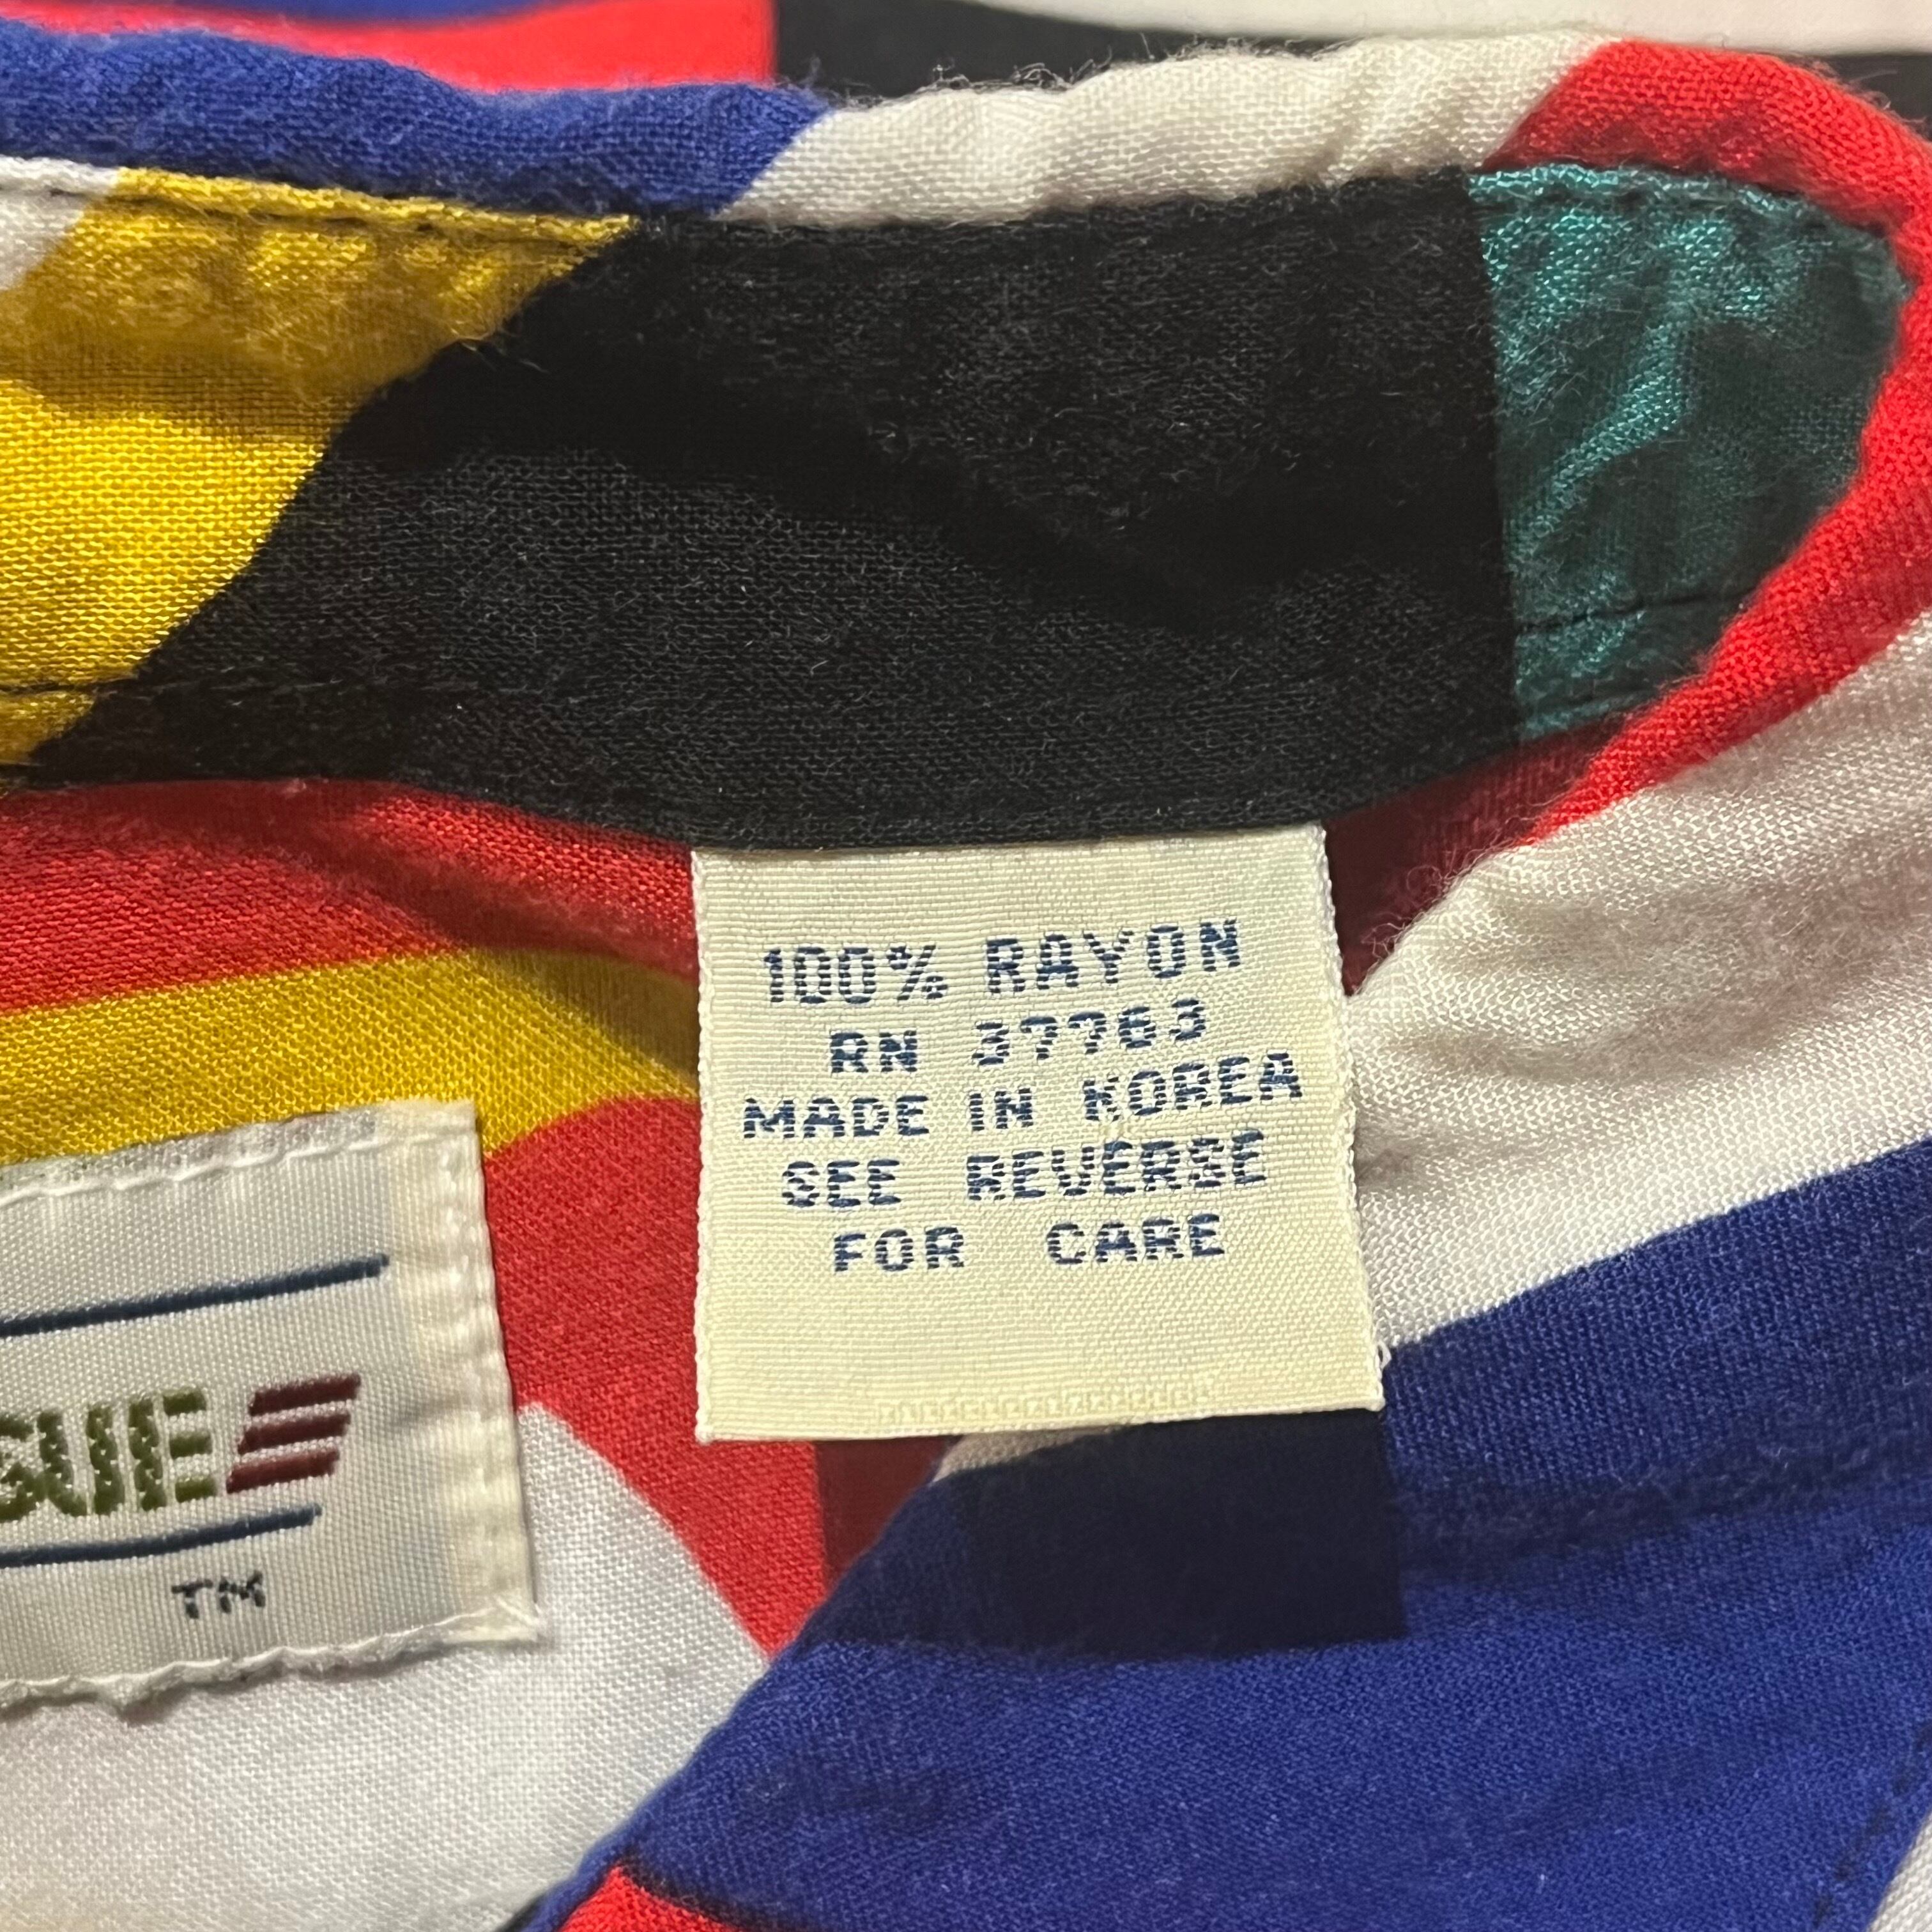 100% RAYON
RN 37763
MADE IN KOREA
SEE REVERSE
FOR CARE
GUE
TM